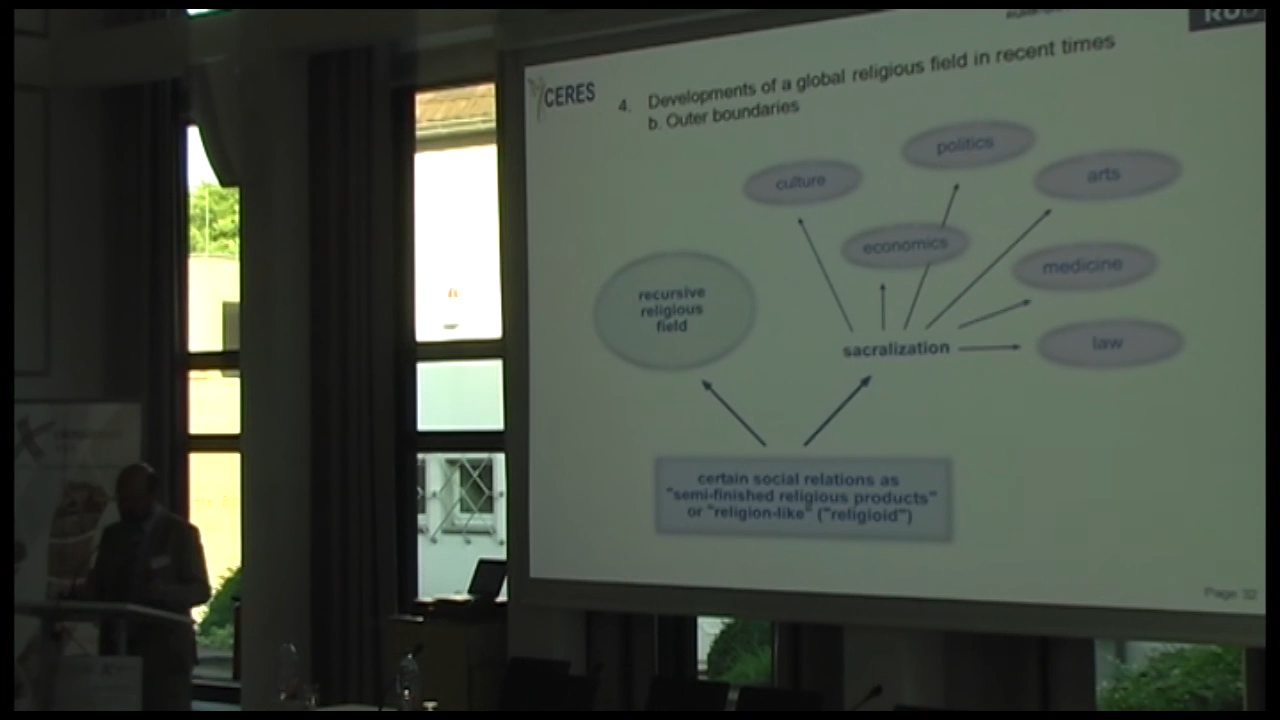 CERES
RUB
4. Developments of a global religious field in recent times
b. Outer boundaries
politics
culture
arts
economics
medicine
recursive
religious
field
sacralization
law
certain social relations as
"semi-finished religious products"
or "religion-like" ("religioid")
Page 32